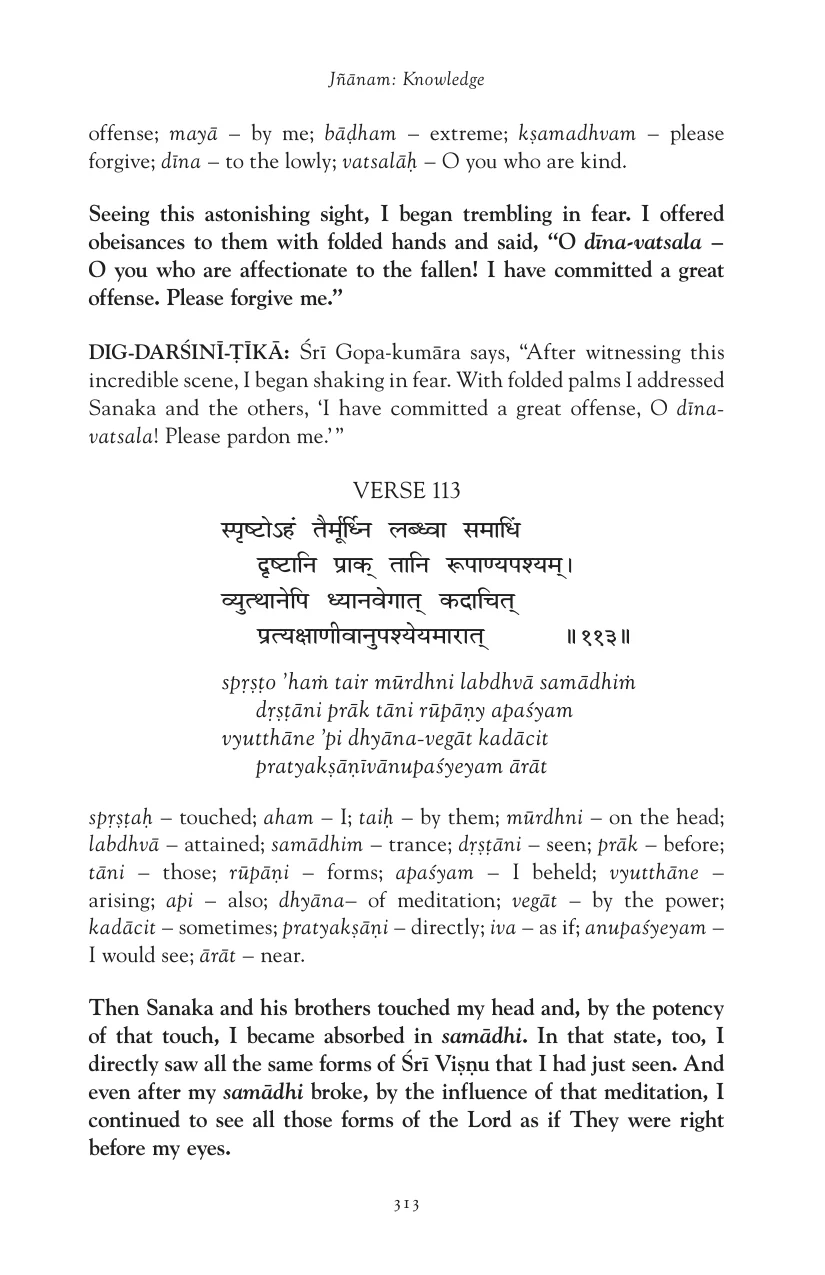 Jñānam: Knowledge
offense; mayā – by me; bāḍham – extreme; kṣamadhvam – please
forgive; dīna – to the lowly; vatsalāḥ – O you who are kind.
Seeing this astonishing sight, I began trembling in fear. I offered
obeisances to them with folded hands and said, “O dīna-vatsala –
O you who are affectionate to the fallen! I have committed a great
offense. Please forgive me.”
DIG-DARŚINĪ-ṬĪKĀ: Śrī Gopa-kumāra says, “After witnessing this
incredible scene, I began shaking in fear. With folded palms I addressed
Sanaka and the others, ‘I have committed a great offense, O dīna-
vatsala! Please pardon me.’”
VERSE 113
स्पृष्टोऽहं तैर्मूर्ध्नि लब्ध्वा समाधिं
दृष्टानि प्राक् तानि रूपाण्यपश्यम्।
व्युत्थानेपि ध्यानवेगात् कदाचित्
प्रत्यक्षाणीवानुपश्येयमारात् ॥११३॥
spṛṣṭo ’haṁ tair mūrdhni labdhvā samādhiṁ
dṛṣṭāni prāk tāni rūpāṇy apaśyam
vyutthāne ’pi dhyāna-vegāt kadācit
pratyakṣāṇīvānupaśyeyam ārāt
spṛṣṭaḥ – touched; aham – I; taiḥ – by them; mūrdhni – on the head;
labdhvā – attained; samādhim – trance; dṛṣṭāni – seen; prāk – before;
tāni – those; rūpāṇi – forms; apaśyam – I beheld; vyutthāne –
arising; api – also; dhyāna– of meditation; vegāt – by the power;
kadācit – sometimes; pratyakṣāṇi – directly; iva – as if; anupaśyeyam –
I would see; ārāt – near.
Then Sanaka and his brothers touched my head and, by the potency
of that touch, I became absorbed in samādhi. In that state, too, I
directly saw all the same forms of Śrī Viṣṇu that I had just seen. And
even after my samādhi broke, by the influence of that meditation, I
continued to see all those forms of the Lord as if They were right
before my eyes.
313